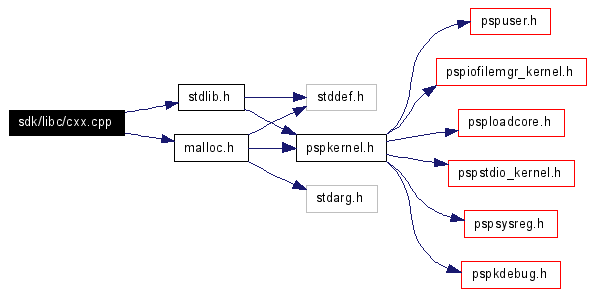 sdk/libc/cxx.cpp
stdlib.h
malloc.h
stddef.h
pspkernel.h
stdarg.h
pspuser.h
pspiofilemgr_kernel.h
psploadcore.h
pspstdio_kernel.h
pspsysreg.h
pspkdebug.h